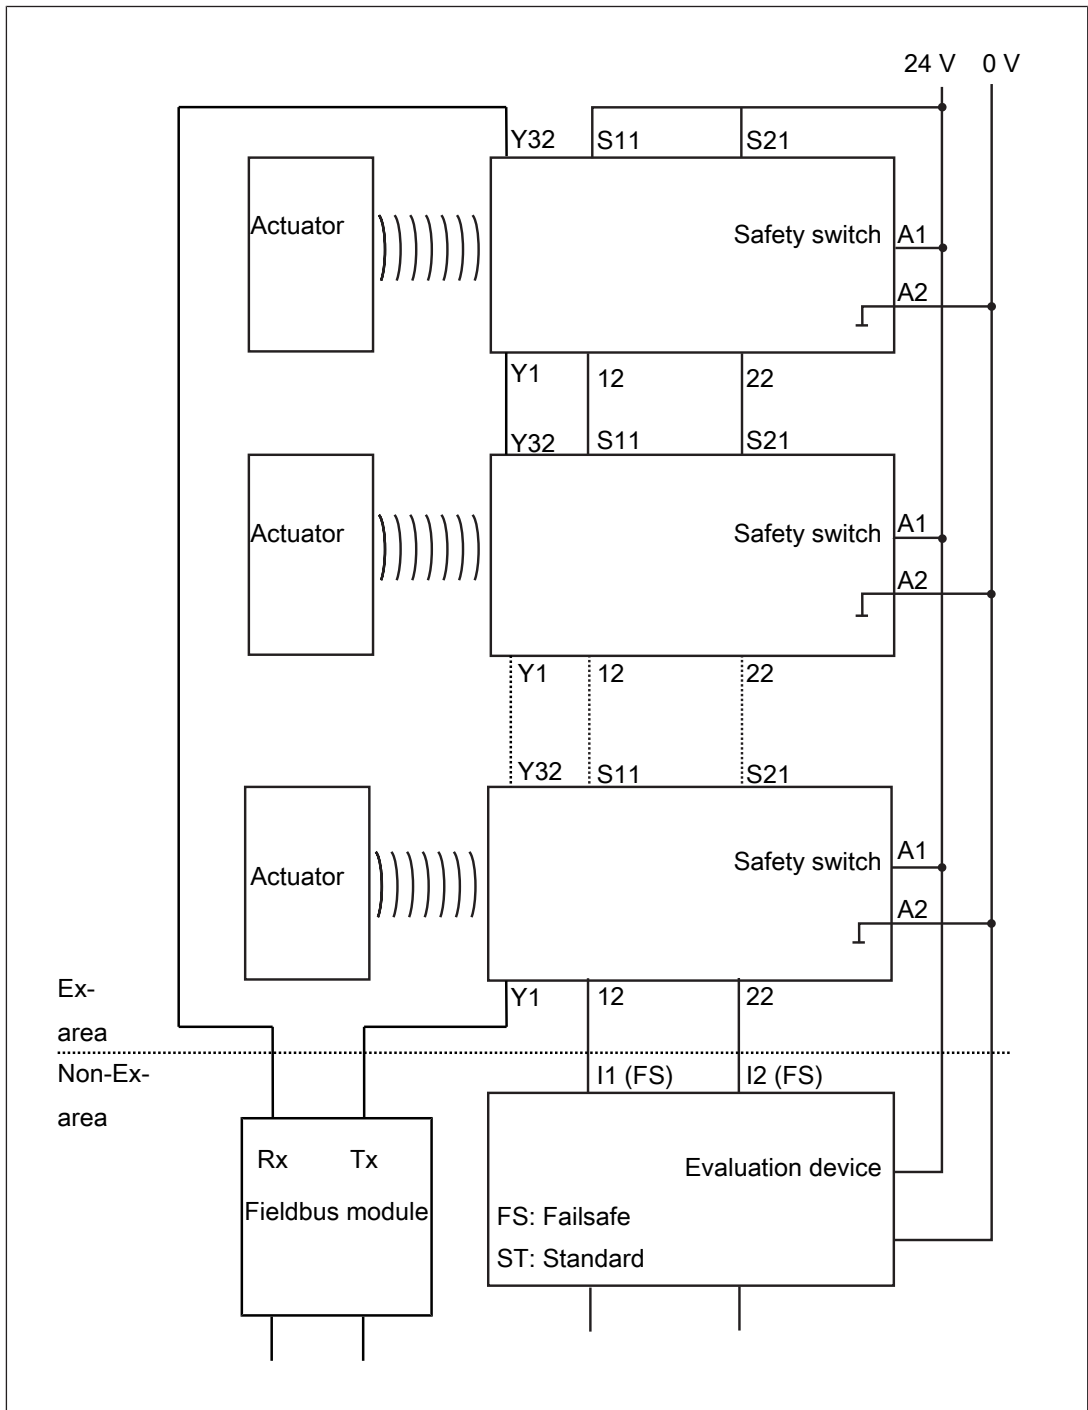 24 V 0 V
Y32 S11 S21
Actuator
Safety switch A1
A2
Y1 12 22
Y32 S11 S21
Actuator
Safety switch A1
A2
Y1 12 22
Y32 S11 S21
Actuator
Safety switch A1
A2
Ex-
area
Y1 12 22
Non-Ex-
area
I1 (FS) I2 (FS)
Rx Tx
Fieldbus module
Evaluation device
FS: Failsafe
ST: Standard